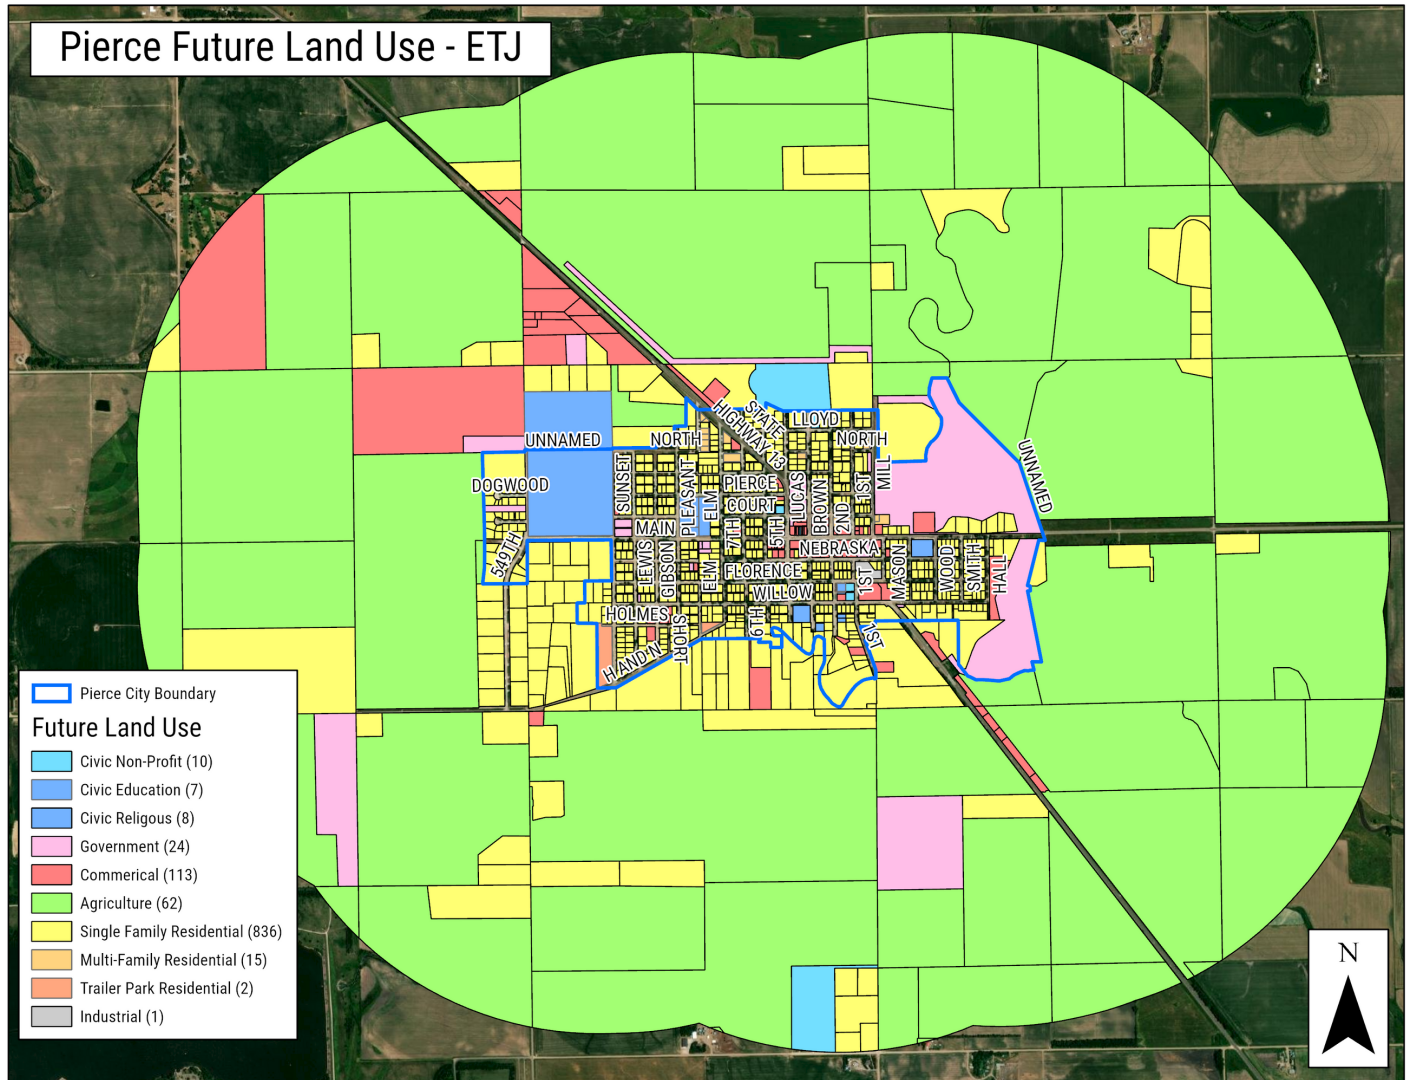 Pierce Future Land Use - ETJ
STATE
HIGHWAY 13
LLOYD
UNNAMED
NORTH
NORTH
UNNAMED
DOGWOOD
SUNSET
PLEASANT
ELM
PIERCE
LUCAS
BROWN
2ND
1ST
MILL
COURT
MAIN
7TH
5TH
549TH
LEWIS
GIBSON
ELM
NEBRASKA
FLORENCE
1ST
MASON
WOOD
SMITH
HALL
WILLOW
HOLMES
SHORT
6TH
1ST
H AND N
Pierce City Boundary
Future Land Use
Civic Non-Profit (10)
Civic Education (7)
Civic Religous (8)
Government (24)
Commerical (113)
Agriculture (62)
Single Family Residential (836)
Multi-Family Residential (15)
Trailer Park Residential (2)
Industrial (1)
N